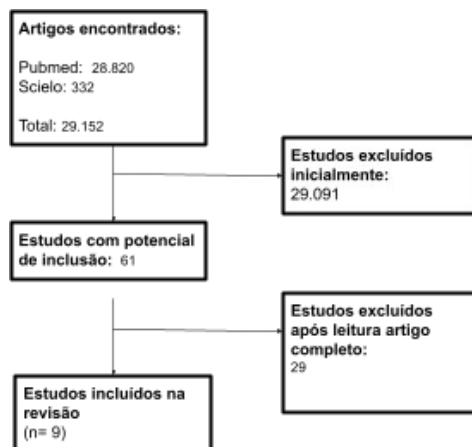 Artigos encontrados:
Pubmed: 28.820
Scielo: 332
Total: 29.152
Estudos excluídos
inicialmente:
29.091
Estudos com potencial
de inclusão: 61
Estudos excluídos
após leitura artigo
completo:
29
Estudos incluídos na
revisão
(n= 9)